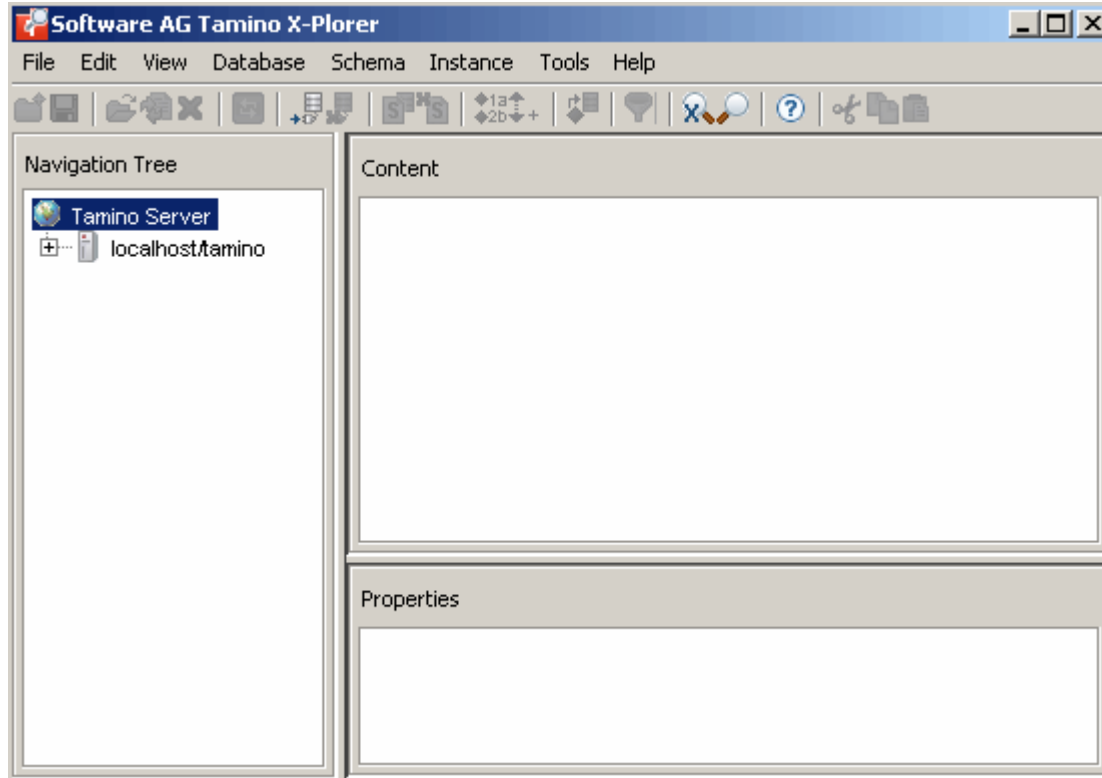 Software AG Tamino X-Plorer
File Edit View Database Schema Instance Tools Help
Navigation Tree
Tamino Server
localhost/tamino
Content
Properties